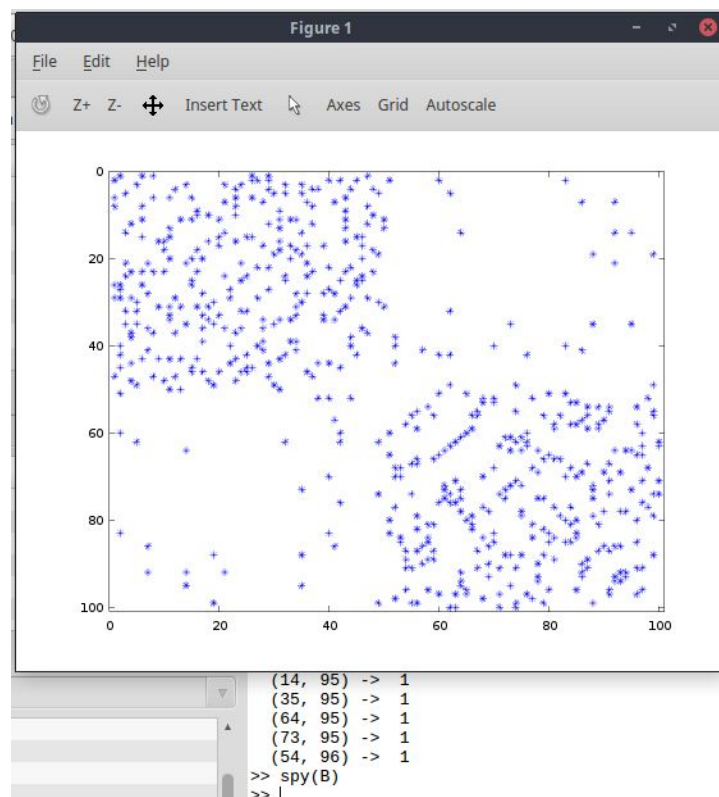 Figure 1
File Edit Help
Z+ Z- Insert Text Axes Grid Autoscale
0
20
40
60
80
100
0 20 40 60 80 100
(14, 95) -> 1
(35, 95) -> 1
(64, 95) -> 1
(73, 95) -> 1
(54, 96) -> 1
>> spy(B)
>>